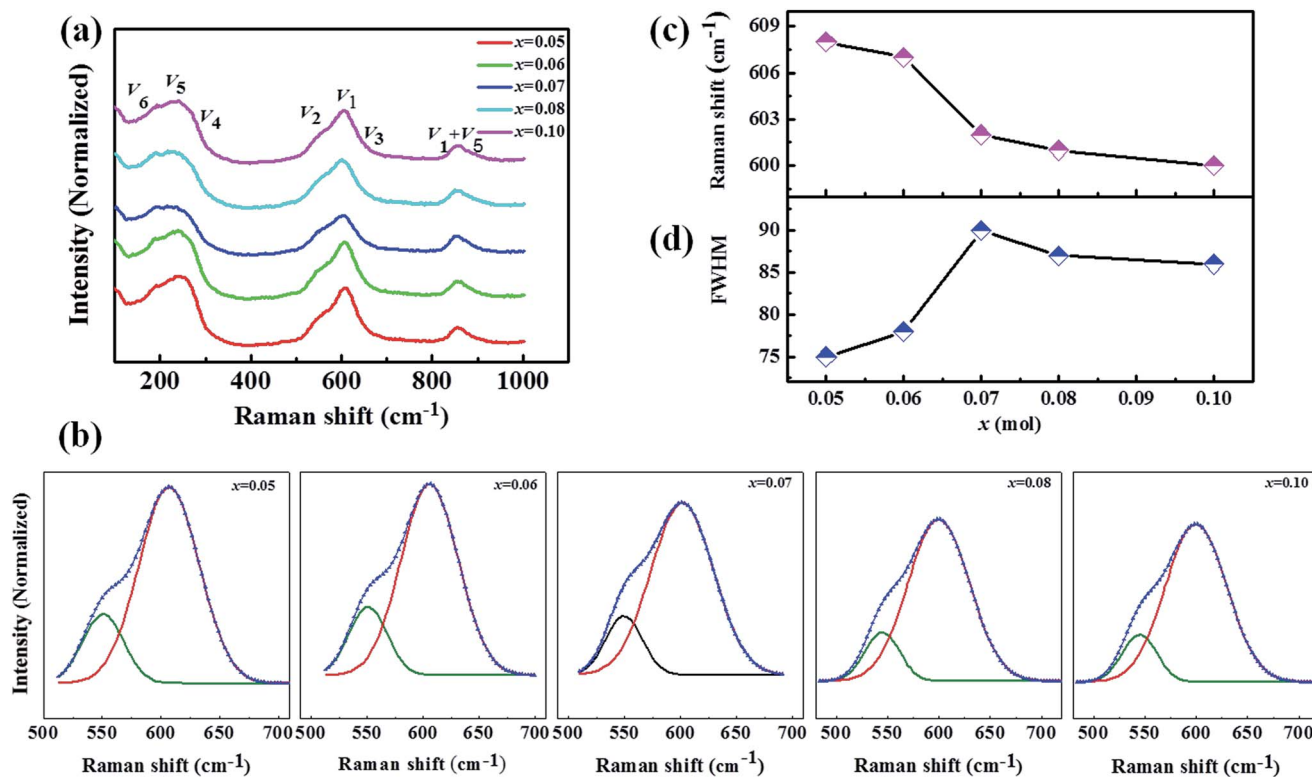 (a)
Intensity (Normalized)
V6
V5
V4
V2
V1
V3
V1+V5
x=0.05
x=0.06
x=0.07
x=0.08
x=0.10
200 400 600 800 1000
Raman shift (cm⁻¹)
(c)
Raman shift (cm⁻¹)
609
606
603
600
(d)
FWHM
90
85
80
75
0.05 0.06 0.07 0.08 0.09 0.10
x (mol)
(b)
Intensity (Normalized)
x=0.05
500 550 600 650 700
Raman shift (cm⁻¹)
x=0.06
500 550 600 650 700
Raman shift (cm⁻¹)
x=0.07
500 550 600 650 700
Raman shift (cm⁻¹)
x=0.08
500 550 600 650 700
Raman shift (cm⁻¹)
x=0.10
500 550 600 650 700
Raman shift (cm⁻¹)